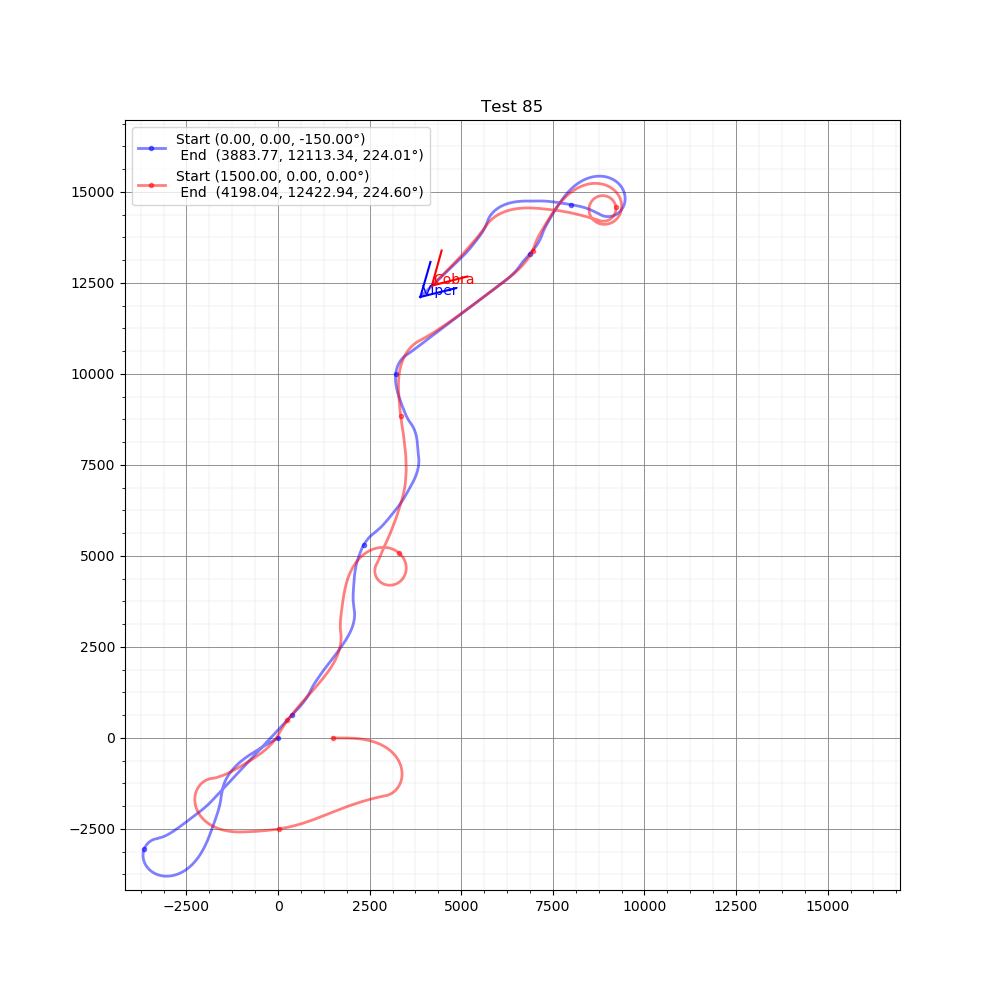 Test 85
Start (0.00, 0.00, -150.00°)
End (3883.77, 12113.34, 224.01°)
Start (1500.00, 0.00, 0.00°)
End (4198.04, 12422.94, 224.60°)
15000
12500
Cobra
Viper
10000
7500
5000
2500
0
−2500
−2500 0 2500 5000 7500 10000 12500 15000